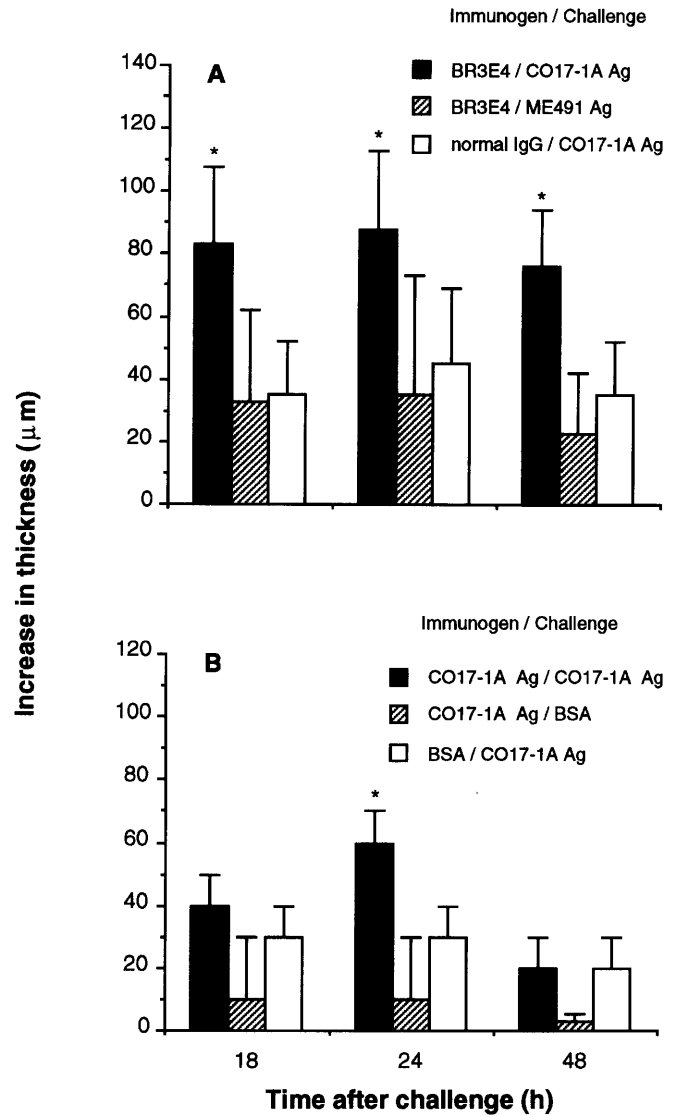 Immunogen / Challenge
A
BR3E4 / CO17-1A Ag
BR3E4 / ME491 Ag
normal IgG / CO17-1A Ag
140
120
100
80
60
40
20
0
*
*
*
Increase in thickness (μm)
Immunogen / Challenge
B
CO17-1A Ag / CO17-1A Ag
CO17-1A Ag / BSA
BSA / CO17-1A Ag
120
100
80
60
40
20
0
*
18 24 48
Time after challenge (h)